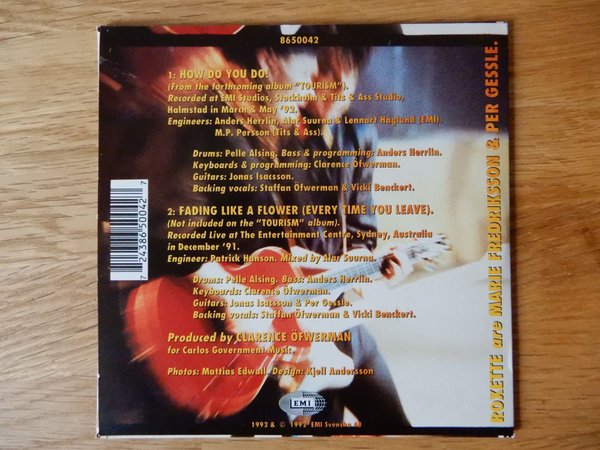 8650042
1: HOW DO YOU DO!
(From the forthcoming album "TOURISM").
Recorded at EMI Studios, Stockholm & Tits & Ass Studio,
Halmstad in March & May '92.
Engineers: Anders Herrlin, Alar Suurna & Lennart Haglund (EMI),
M.P. Persson (Tits & Ass).
Drums: Pelle Alsing. Bass & programming: Anders Herrlin.
Keyboards & programming: Clarence Öfwerman.
Guitars: Jonas Isacsson.
Backing vocals: Staffan Öfwerman & Vicki Benckert.
2: FADING LIKE A FLOWER (EVERY TIME YOU LEAVE).
(Not included on the "TOURISM" album).
Recorded Live at The Entertainment Centre, Sydney, Australia
in December '91.
Engineer: Patrick Hanson. Mixed by Alar Suurna.
Drums: Pelle Alsing. Bass: Anders Herrlin.
Keyboards: Clarence Öfwerman.
Guitars: Jonas Isacsson & Per Gessle.
Backing vocals: Staffan Öfwerman & Vicki Benckert.
Produced by CLARENCE ÖFWERMAN
for Carlos Government Music.
Photos: Mattias Edwall. Design: Kjell Andersson
EMI
1992 & © 1992 EMI Svenska AB
7 24386 50042 7
ROXETTE are MARIE FREDRIKSSON & PER GESSLE.